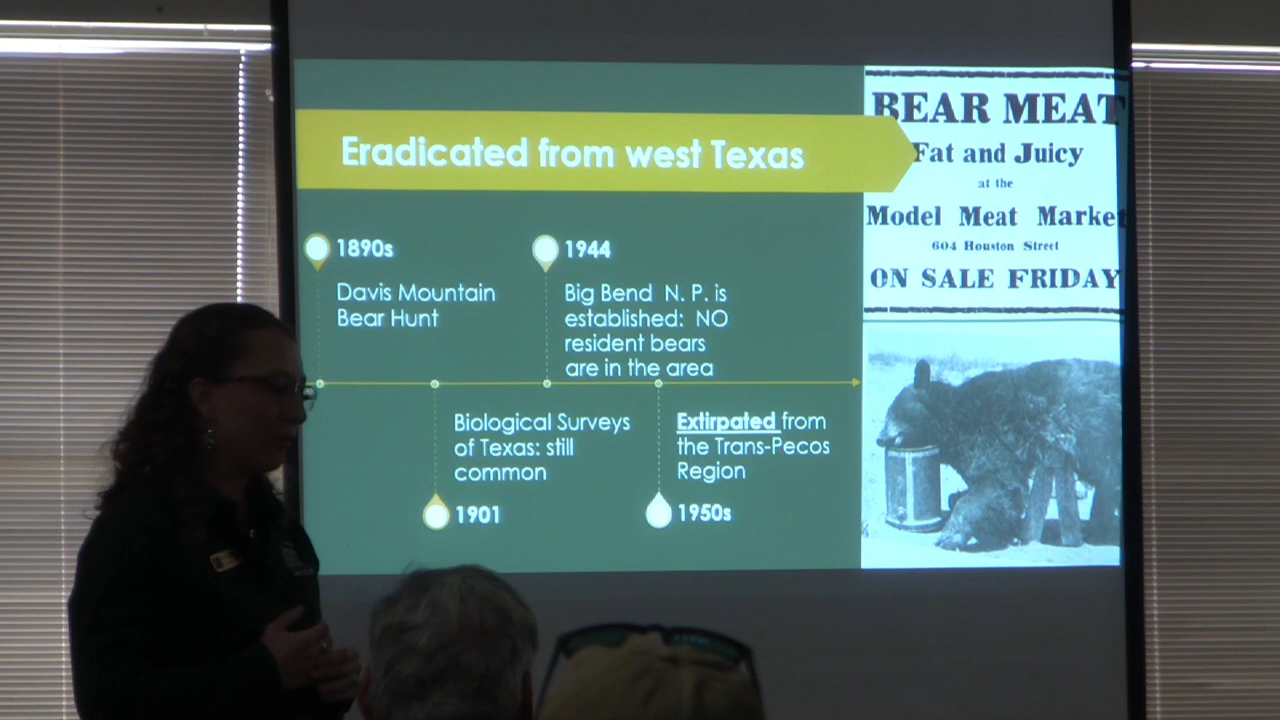 Eradicated from west Texas
1890s
Davis Mountain
Bear Hunt
1944
Big Bend N. P. is
established: NO
resident bears
are in the area
Biological Surveys
of Texas: still
common
1901
Extirpated from
the Trans-Pecos
Region
1950s
BEAR MEAT
Fat and Juicy
at the
Model Meat Market
604 Houston Street
ON SALE FRIDAY